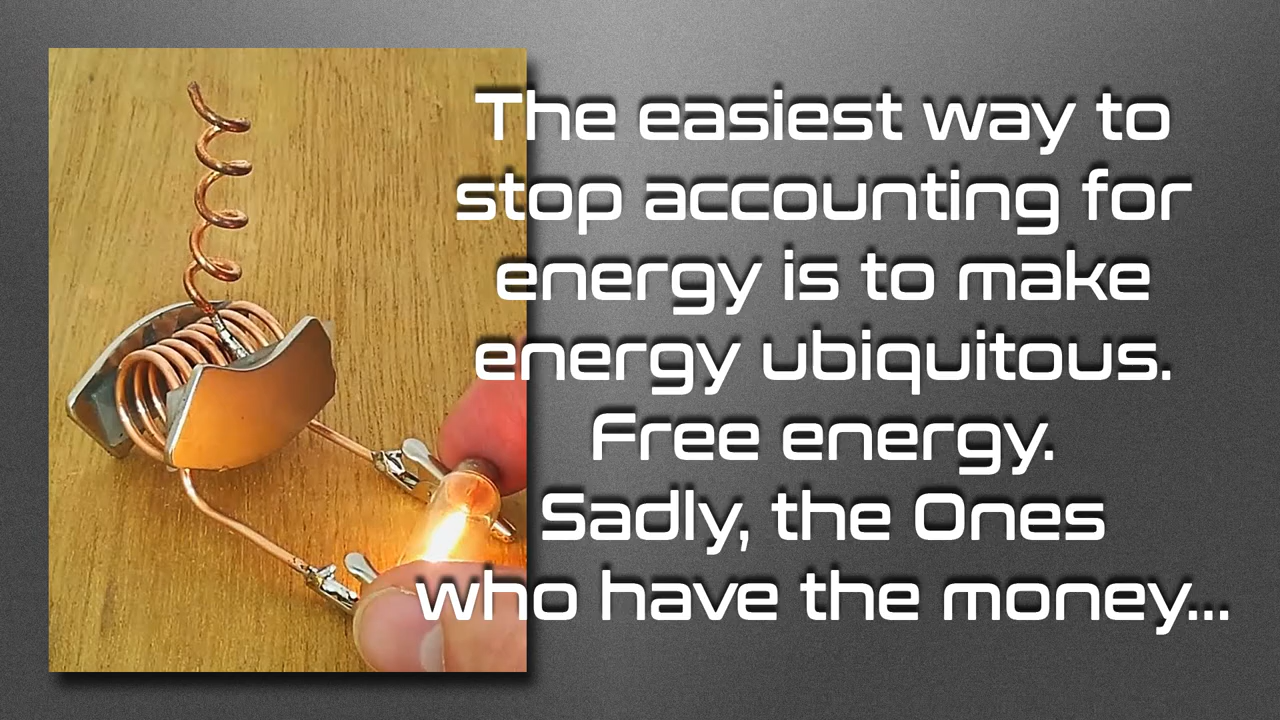 The easiest way to
stop accounting for
energy is to make
energy ubiquitous.
Free energy.
Sadly, the Ones
who have the money...